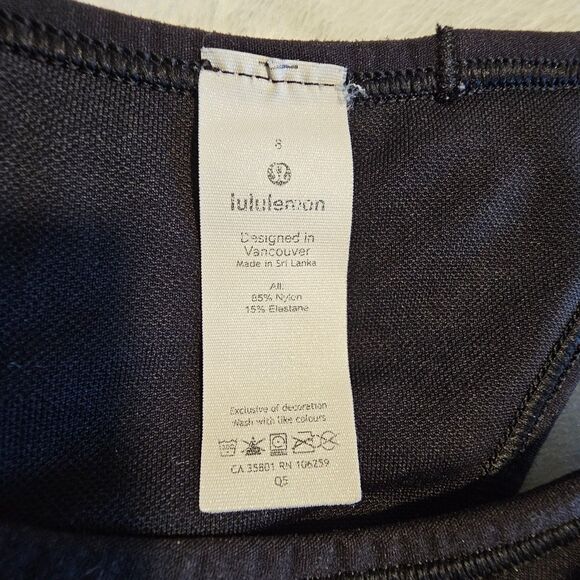 6
lululemon
Designed in
Vancouver
Made in Sri Lanka
All:
85% Nylon
15% Elastane
Exclusive of decoration
Wash with like colours
CA 35801 RN 106259
Q5